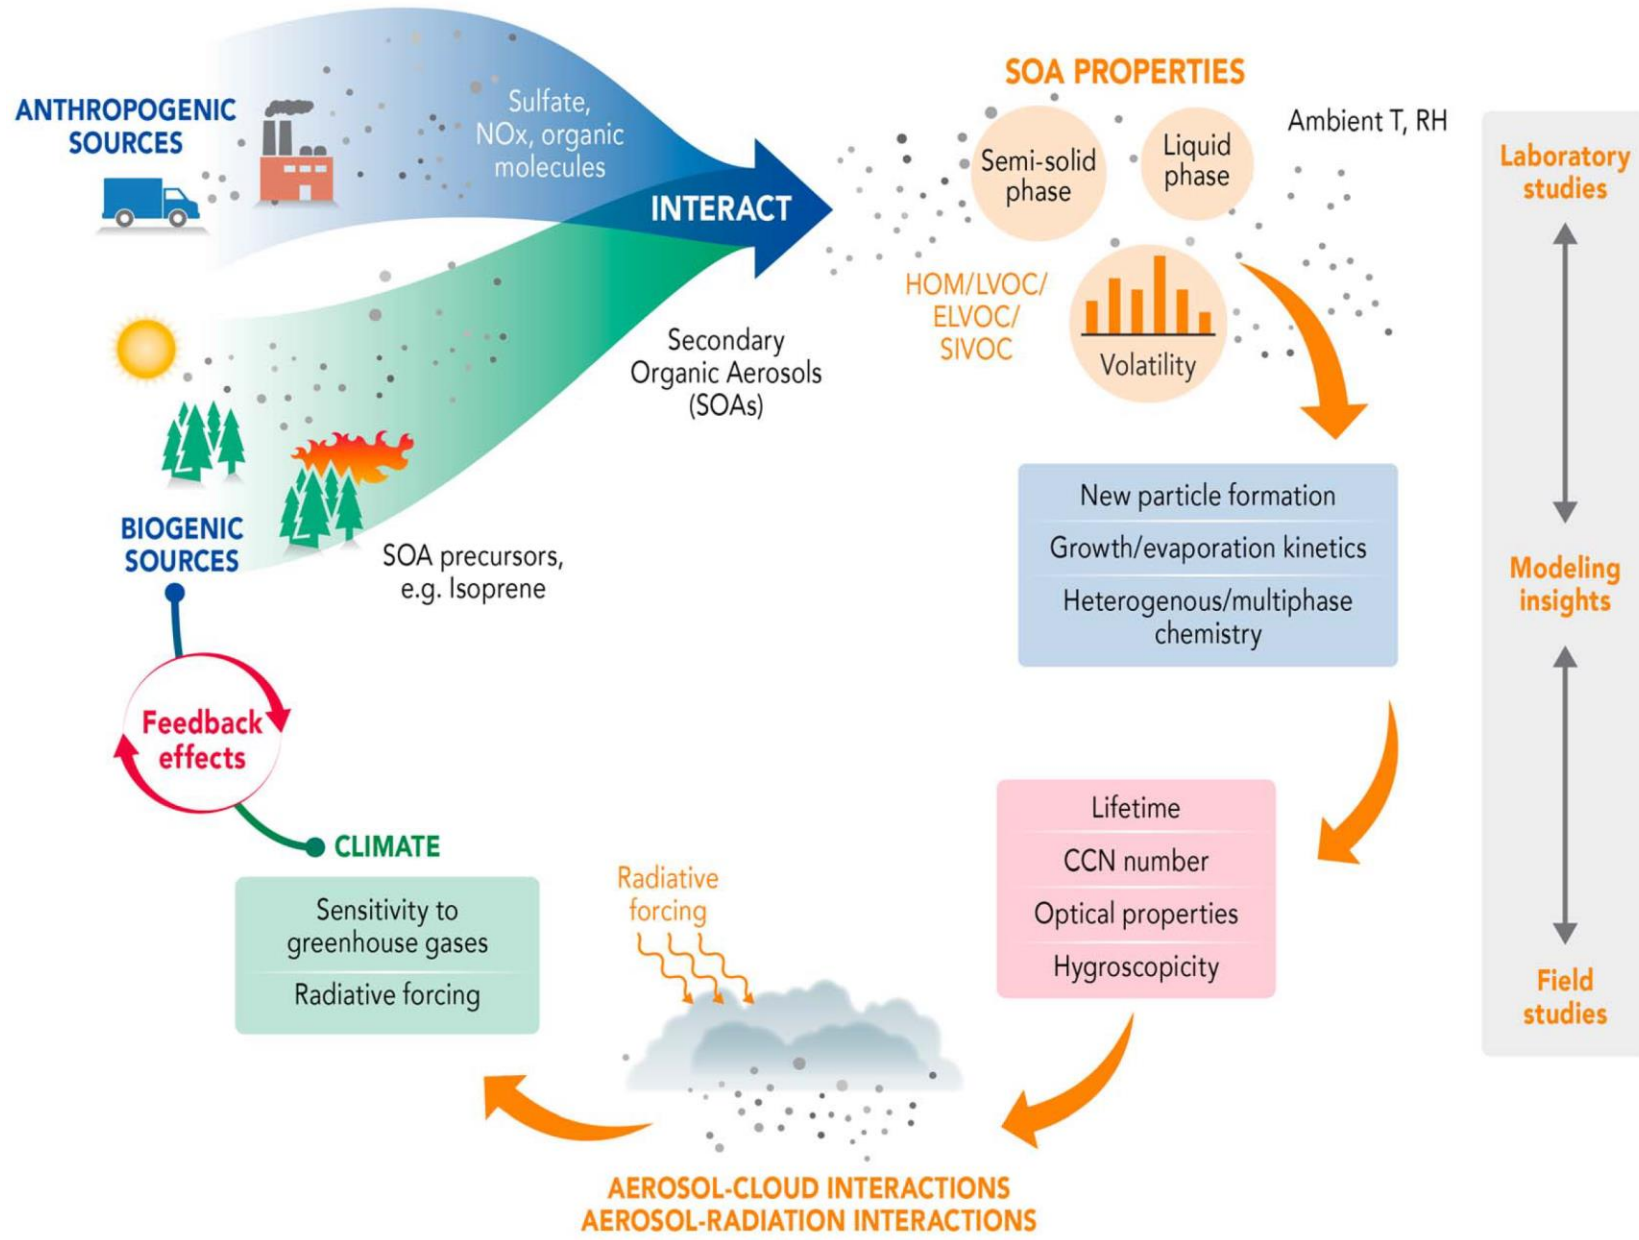 ANTHROPOGENIC
SOURCES
Sulfate,
NOx, organic
molecules
INTERACT
SOA PROPERTIES
Semi-solid
phase
Liquid
phase
Ambient T, RH
HOM/LVOC/
ELVOC/
SIVOC
Volatility
Secondary
Organic Aerosols
(SOAs)
BIOGENIC
SOURCES
SOA precursors,
e.g. Isoprene
New particle formation
Growth/evaporation kinetics
Heterogenous/multiphase
chemistry
Lifetime
CCN number
Optical properties
Hygroscopicity
Radiative
forcing
AEROSOL-CLOUD INTERACTIONS
AEROSOL-RADIATION INTERACTIONS
Feedback
effects
CLIMATE
Sensitivity to
greenhouse gases
Radiative forcing
Laboratory
studies
Modeling
insights
Field
studies